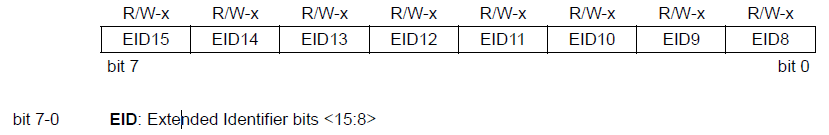 R/W-x R/W-x R/W-x R/W-x R/W-x R/W-x R/W-x R/W-x
EID15 EID14 EID13 EID12 EID11 EID10 EID9 EID8
bit 7 bit 0
bit 7-0 EID: Extended Identifier bits <15:8>